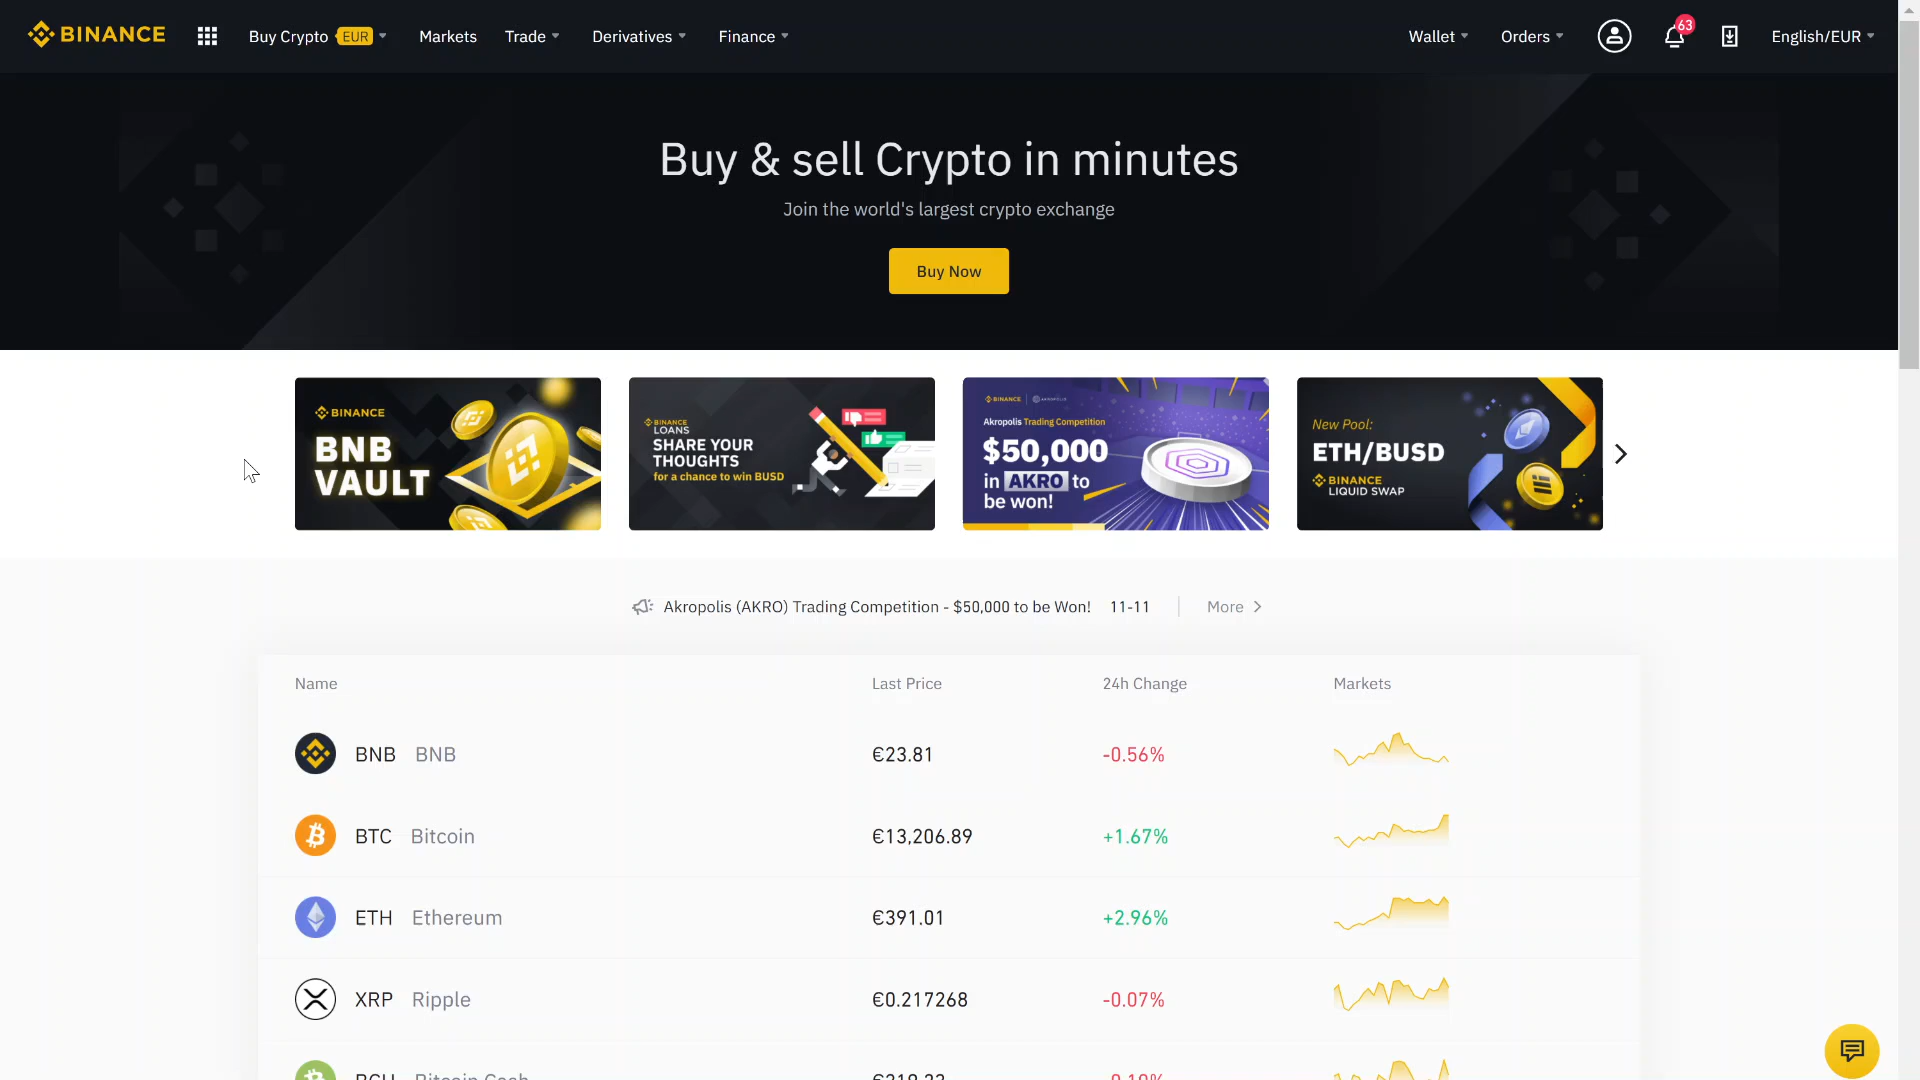 BINANCE
Buy Crypto EUR
Markets
Trade
Derivatives
Finance
Wallet
Orders
63
English/EUR
Buy & sell Crypto in minutes
Join the world's largest crypto exchange
Buy Now
BINANCE
BNB
VAULT
BINANCE
LOANS
SHARE YOUR
THOUGHTS
for a chance to win BUSD
BINANCE | AKROPOLIS
Akropolis Trading Competition
$50,000
in AKRO to
be won!
New Pool:
ETH/BUSD
BINANCE
LIQUID SWAP
Akropolis (AKRO) Trading Competition - $50,000 to be Won! 11-11
More
Name Last Price 24h Change Markets
BNB BNB €23.81 -0.56%
BTC Bitcoin €13,206.89 +1.67%
ETH Ethereum €391.01 +2.96%
XRP Ripple €0.217268 -0.07%
BCH Bitcoin Cash